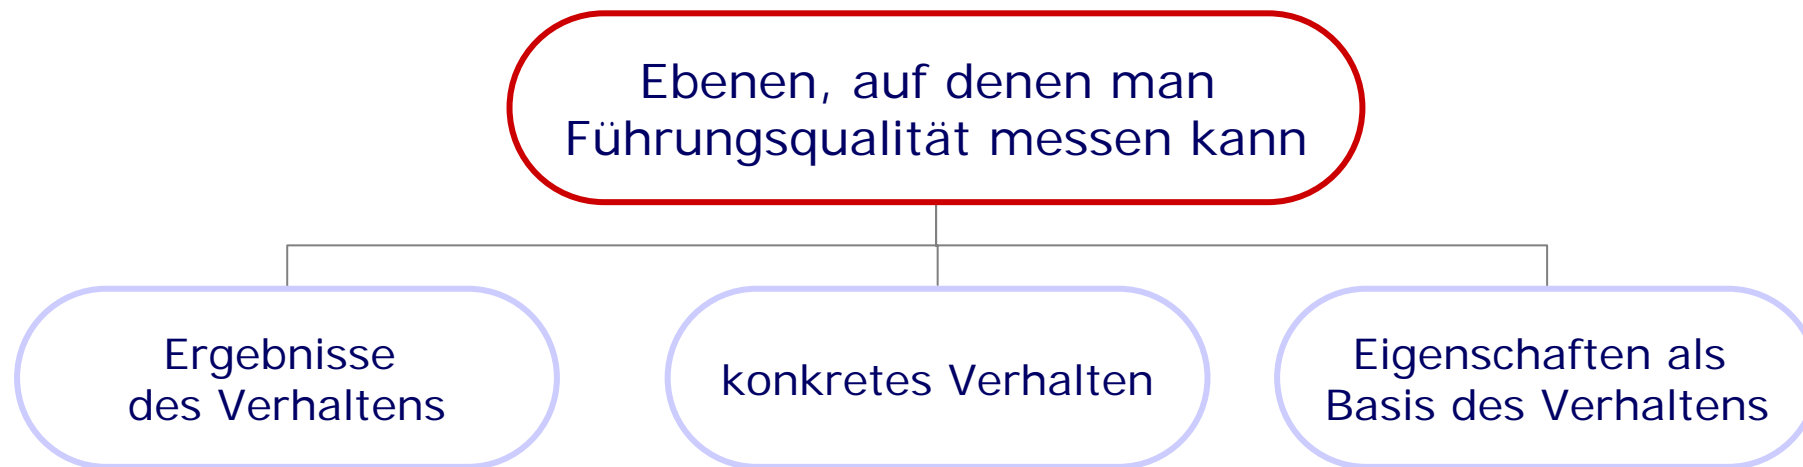 Ebenen, auf denen man
Führungsqualität messen kann
Ergebnisse
des Verhaltens
konkretes Verhalten
Eigenschaften als
Basis des Verhaltens